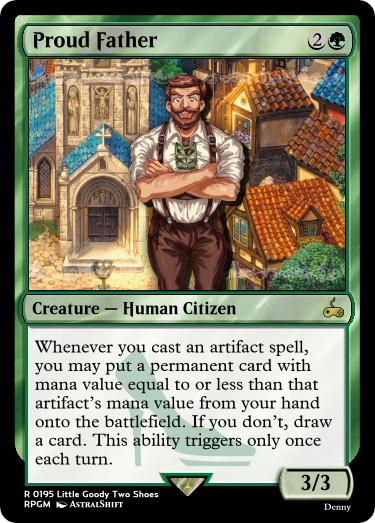 Proud Father 2
Creature — Human Citizen
Whenever you cast an artifact spell,
you may put a permanent card with
mana value equal to or less than that
artifact's mana value from your hand
onto the battlefield. If you don't, draw
a card. This ability triggers only once
each turn.
3/3
R 0195 Little Goody Two Shoes
RPGM AstralShift
Denny